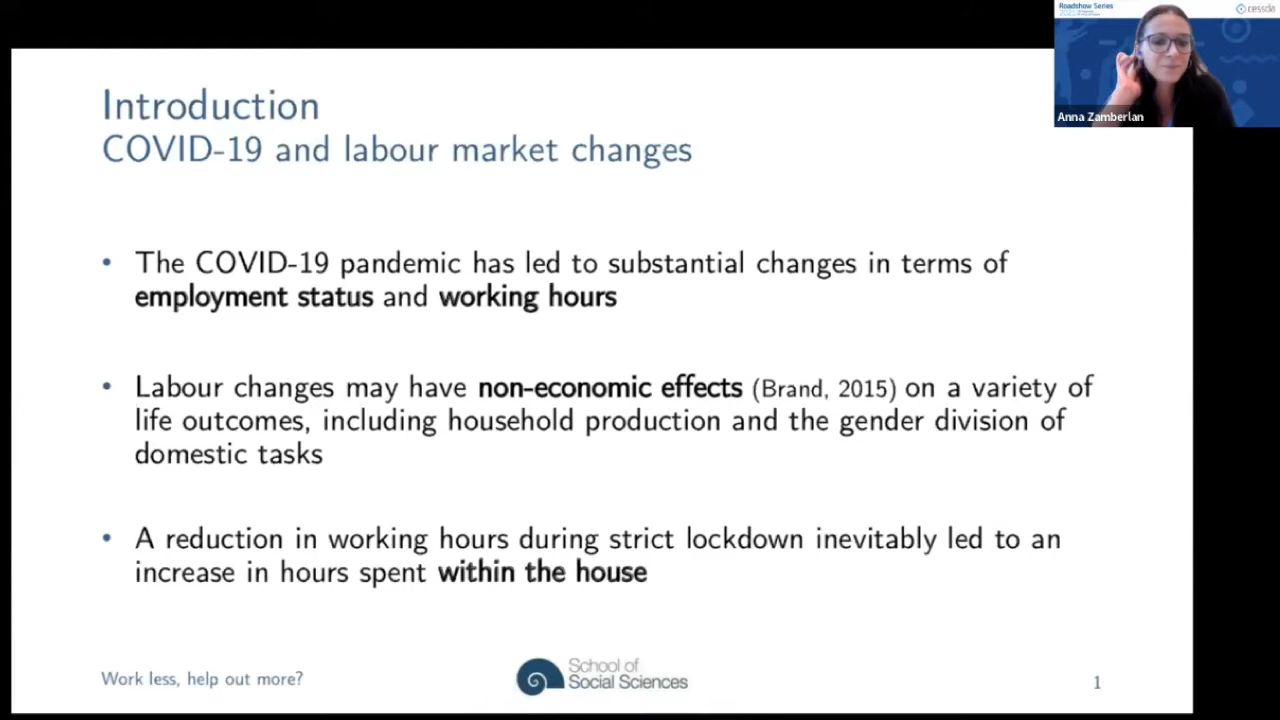 Roadshow Series
2021
cessda
Anna Zamberlan
Introduction
COVID-19 and labour market changes
• The COVID-19 pandemic has led to substantial changes in terms of
employment status and working hours
• Labour changes may have non-economic effects (Brand, 2015) on a variety of
life outcomes, including household production and the gender division of
domestic tasks
• A reduction in working hours during strict lockdown inevitably led to an
increase in hours spent within the house
Work less, help out more?
School of
Social Sciences
1